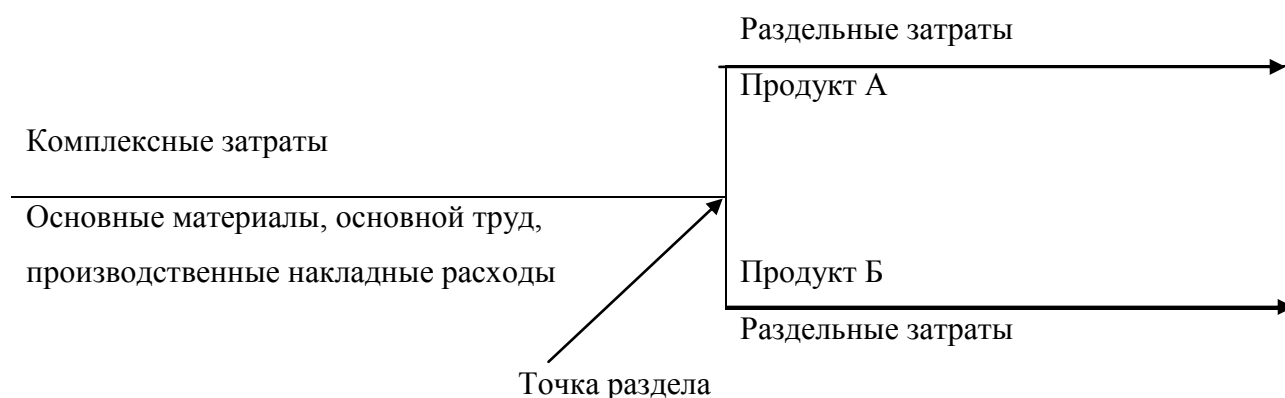 Раздельные затраты
Продукт А
Комплексные затраты
Основные материалы, основной труд,
производственные накладные расходы
Продукт Б
Раздельные затраты
Точка раздела